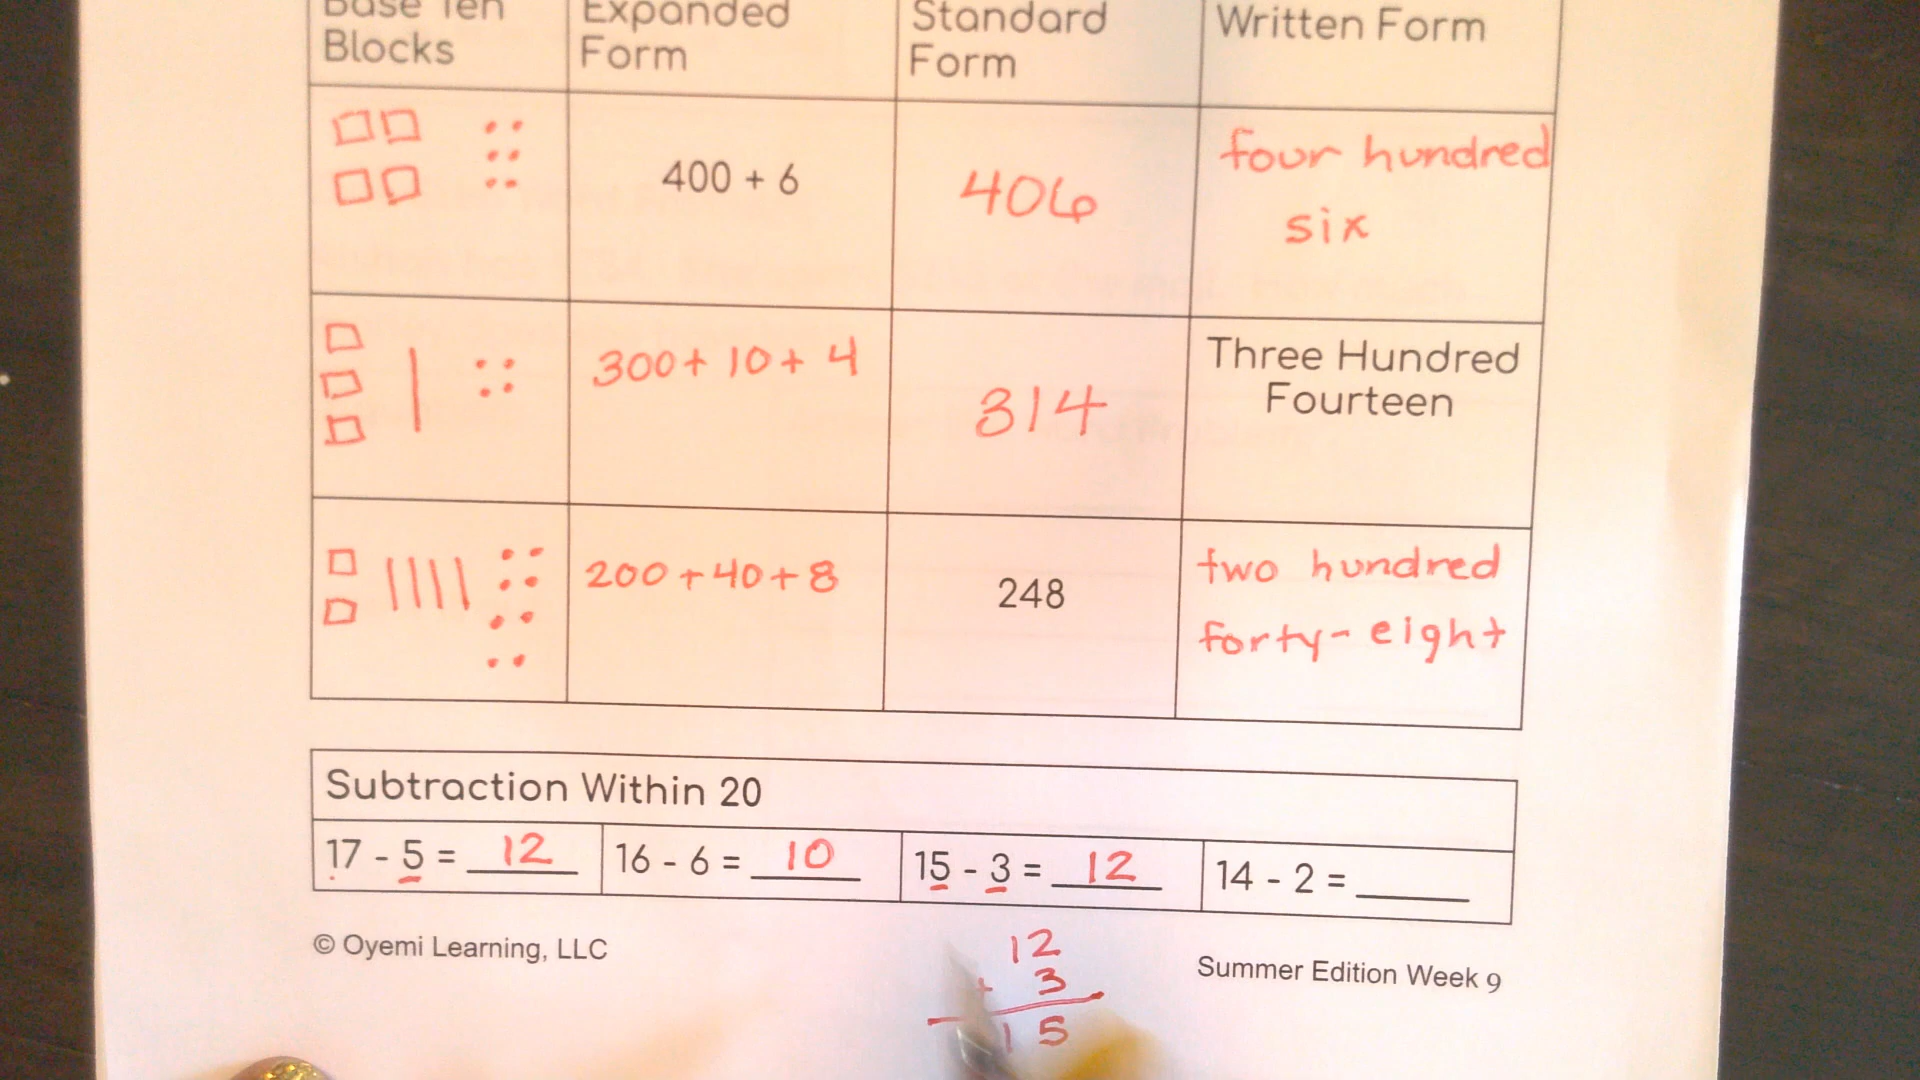 Base Ten
Blocks
Expanded
Form
Standard
Form
Written Form
400 + 6
406
four hundred
six
300 + 10 + 4
314
Three Hundred
Fourteen
200 + 40 + 8
248
two hundred
forty-eight
Subtraction Within 20
17 - 5 = 12
16 - 6 = 10
15 - 3 = 12
14 - 2 = ______
© Oyemi Learning, LLC
12
+ 3
15
Summer Edition Week 9